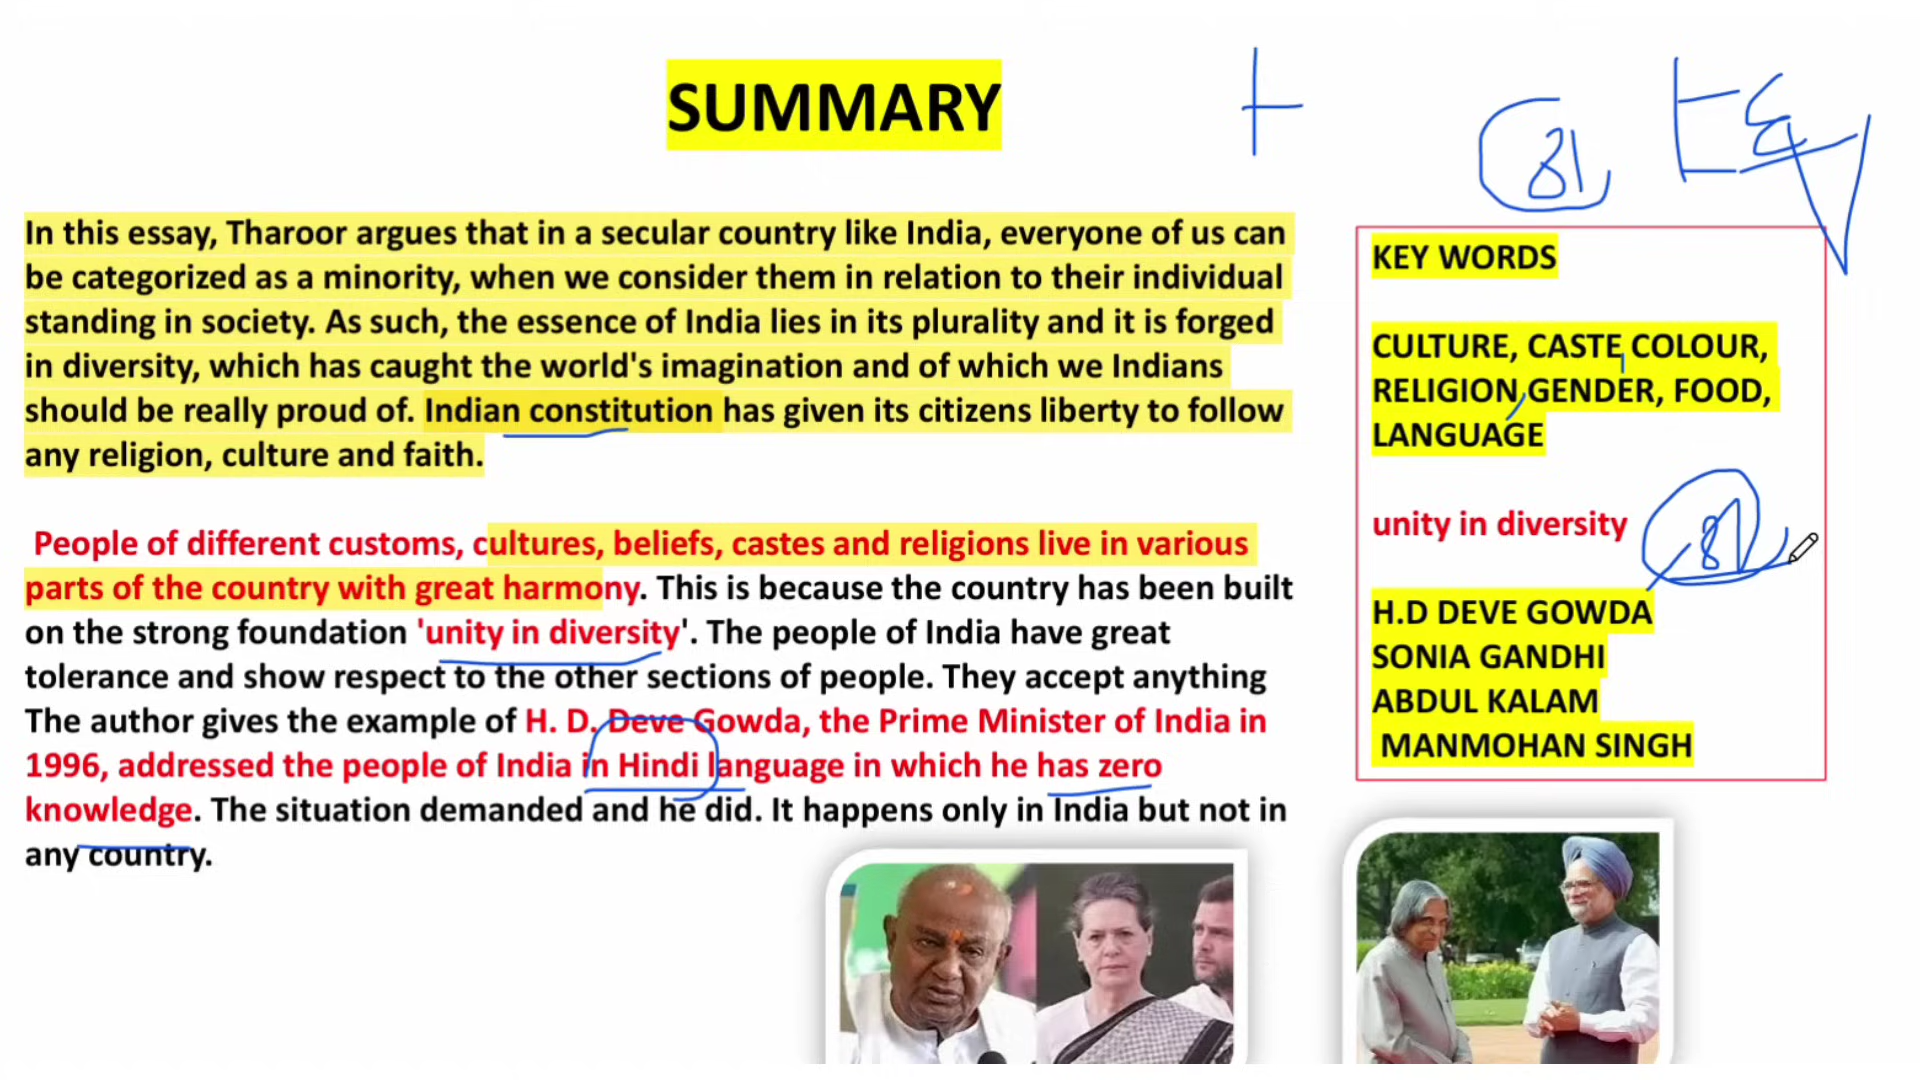 SUMMARY
81
Key
In this essay, Tharoor argues that in a secular country like India, everyone of us can
be categorized as a minority, when we consider them in relation to their individual
standing in society. As such, the essence of India lies in its plurality and it is forged
in diversity, which has caught the world's imagination and of which we Indians
should be really proud of. Indian constitution has given its citizens liberty to follow
any religion, culture and faith.
People of different customs, cultures, beliefs, castes and religions live in various
parts of the country with great harmony. This is because the country has been built
on the strong foundation 'unity in diversity'. The people of India have great
tolerance and show respect to the other sections of people. They accept anything
The author gives the example of H. D. Deve Gowda, the Prime Minister of India in
1996, addressed the people of India in Hindi language in which he has zero
knowledge. The situation demanded and he did. It happens only in India but not in
any country.
KEY WORDS
CULTURE, CASTE COLOUR,
RELIGION,GENDER, FOOD,
LANGUAGE
unity in diversity
81
H.D DEVE GOWDA
SONIA GANDHI
ABDUL KALAM
MANMOHAN SINGH